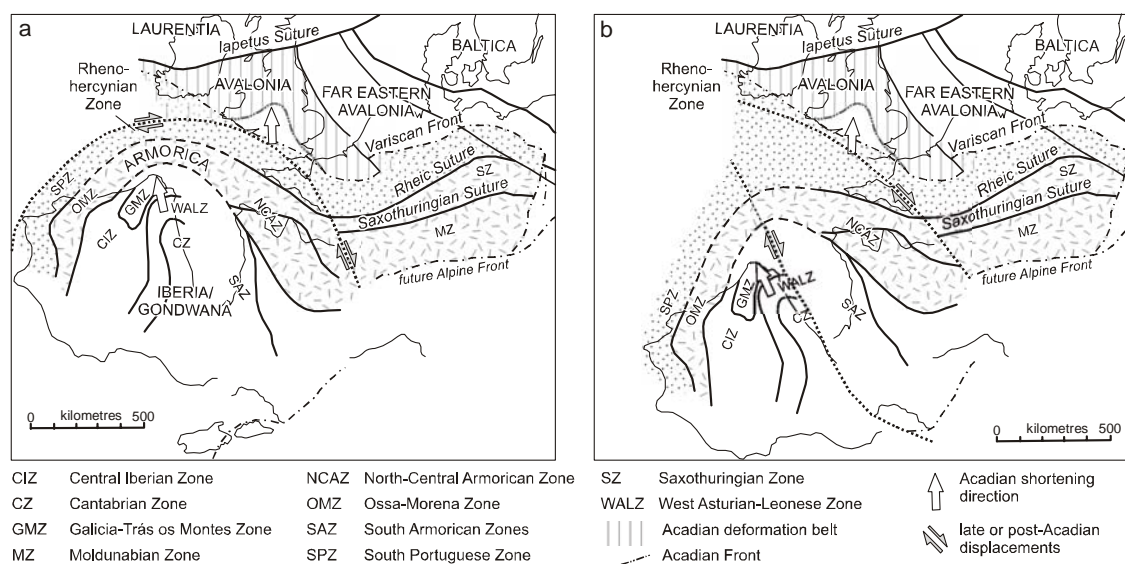 a
LAURENTIA
Iapetus Suture
BALTICA
Rheno-
hercynian
Zone
AVALONIA
FAR EASTERN
AVALONIA
Variscan Front
ARMORICA
Rheic Suture
SPZ
OMZ
GMZ
WALZ
SZ
Saxothuringian Suture
NCAZ
CIZ
CZ
MZ
IBERIA/
GONDWANA
SAZ
future Alpine Front
0 kilometres 500
b
LAURENTIA
Iapetus Suture
BALTICA
Rheno-
hercynian
Zone
AVALONIA
FAR EASTERN
AVALONIA
Variscan Front
Rheic Suture
SZ
Saxothuringian Suture
NCAZ
MZ
SPZ
OMZ
GMZ
WALZ
CIZ
CZ
SAZ
future Alpine Front
0 kilometres 500
CIZ Central Iberian Zone
CZ Cantabrian Zone
GMZ Galicia-Trás os Montes Zone
MZ Moldunabian Zone
NCAZ North-Central Armorican Zone
OMZ Ossa-Morena Zone
SAZ South Armorican Zones
SPZ South Portuguese Zone
SZ Saxothuringian Zone
WALZ West Asturian-Leonese Zone
Acadian deformation belt
Acadian Front
Acadian shortening
direction
late or post-Acadian
displacements